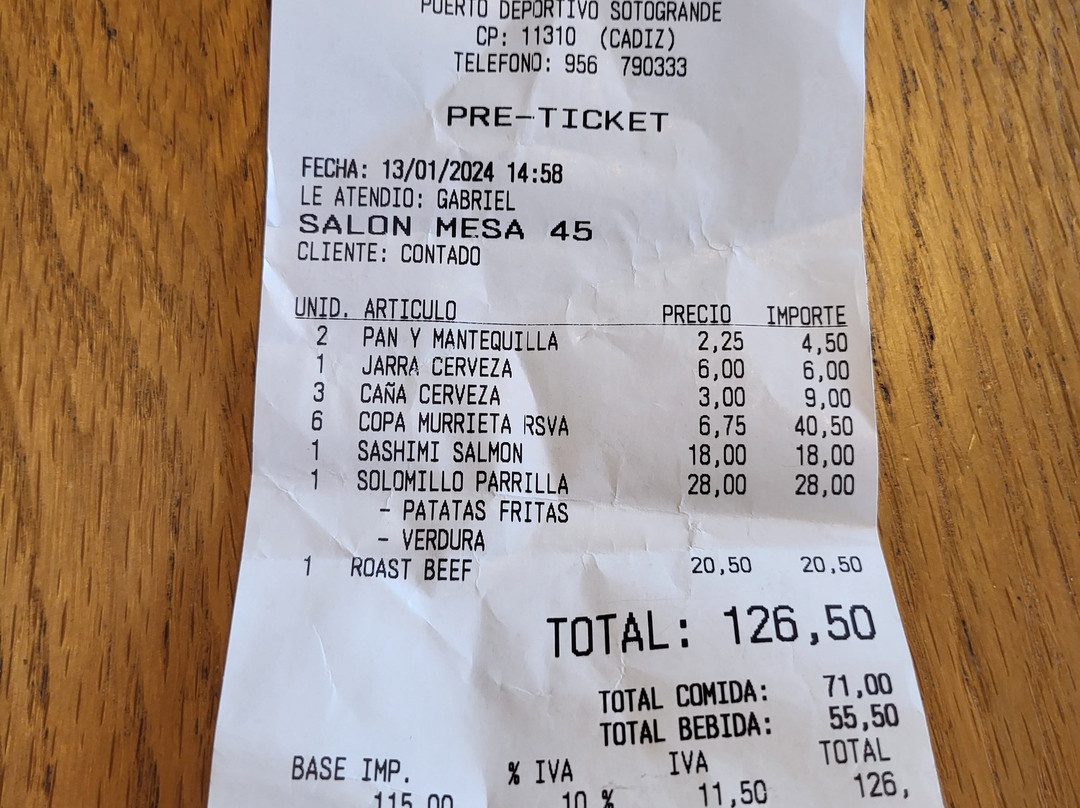 PUERTO DEPORTIVO SOTOGRANDE
CP: 11310 (CADIZ)
TELEFONO: 956 790333
PRE-TICKET
FECHA: 13/01/2024 14:58
LE ATENDIO: GABRIEL
SALON MESA 45
CLIENTE: CONTADO
UNID. ARTICULO PRECIO IMPORTE
2 PAN Y MANTEQUILLA 2,25 4,50
1 JARRA CERVEZA 6,00 6,00
3 CAÑA CERVEZA 3,00 9,00
6 COPA MURRIETA RSVA 6,75 40,50
1 SASHIMI SALMON 18,00 18,00
1 SOLOMILLO PARRILLA 28,00 28,00
- PATATAS FRITAS
- VERDURA
1 ROAST BEEF 20,50 20,50
TOTAL: 126,50
TOTAL COMIDA: 71,00
TOTAL BEBIDA: 55,50
BASE IMP. % IVA IVA TOTAL
115,00 10 % 11,50 126,